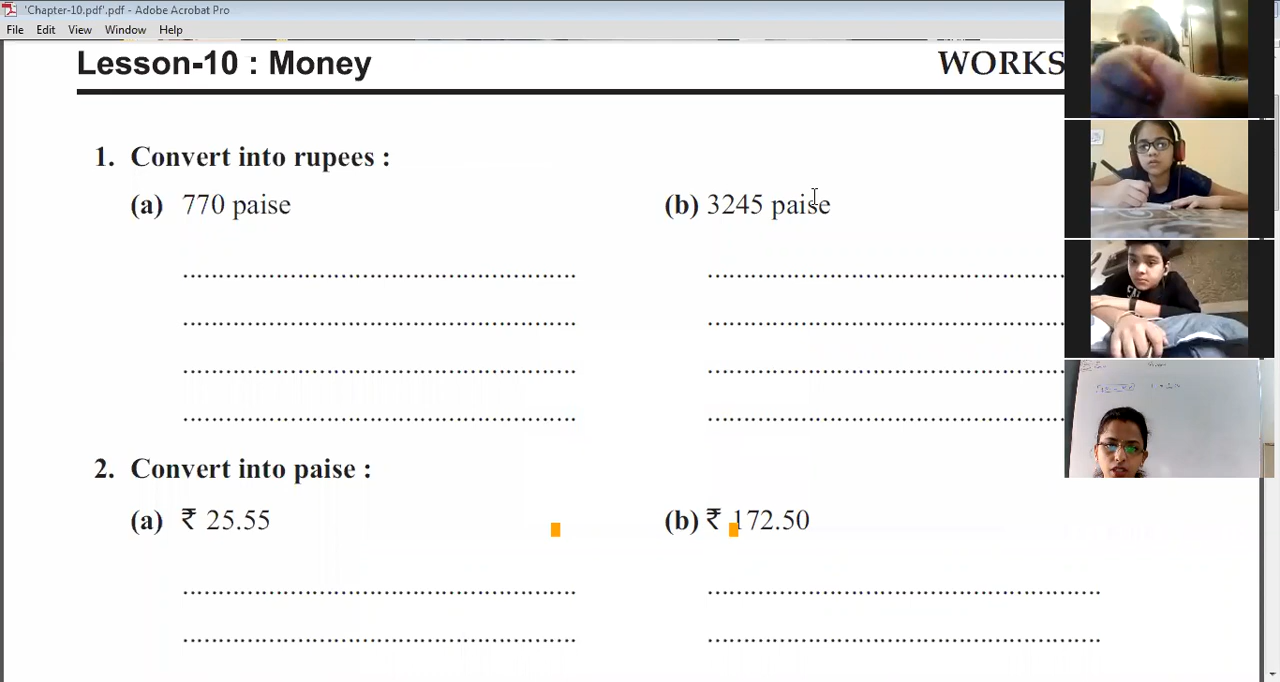 'Chapter-10.pdf'.pdf - Adobe Acrobat Pro
File Edit View Window Help
Lesson-10 : Money WORKS
1. Convert into rupees :
(a) 770 paise (b) 3245 paise
2. Convert into paise :
(a) ₹ 25.55 (b) ₹ 172.50